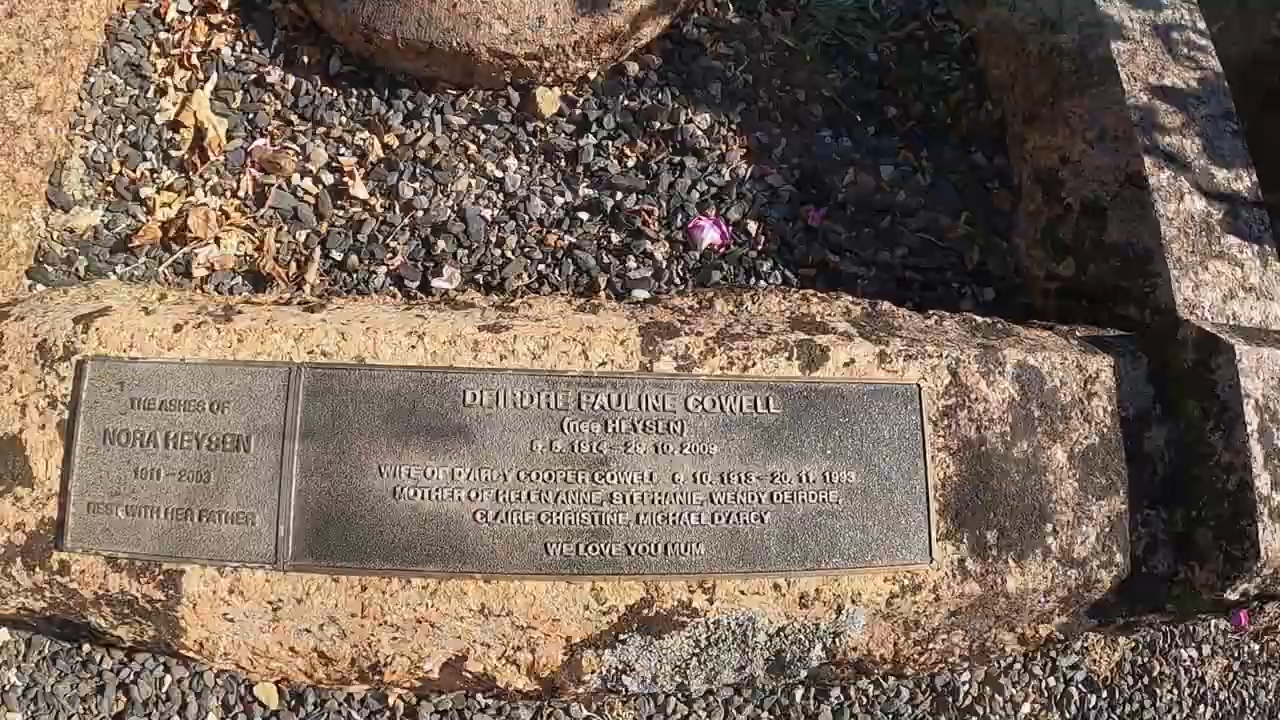 THE ASHES OF
NORA HEYSEN
1911 – 2003
REST WITH HER FATHER
DEIRDRE PAULINE COWELL
(nee HEYSEN)
5. 5. 1914 – 29. 10. 2009
WIFE OF D'ARCY COOPER COWELL 6. 10. 1913 – 20. 11. 1993
MOTHER OF HELEN ANNE, STEPHANIE, WENDY DEIRDRE,
CLAIRE CHRISTINE, MICHAEL D'ARCY
WE LOVE YOU MUM